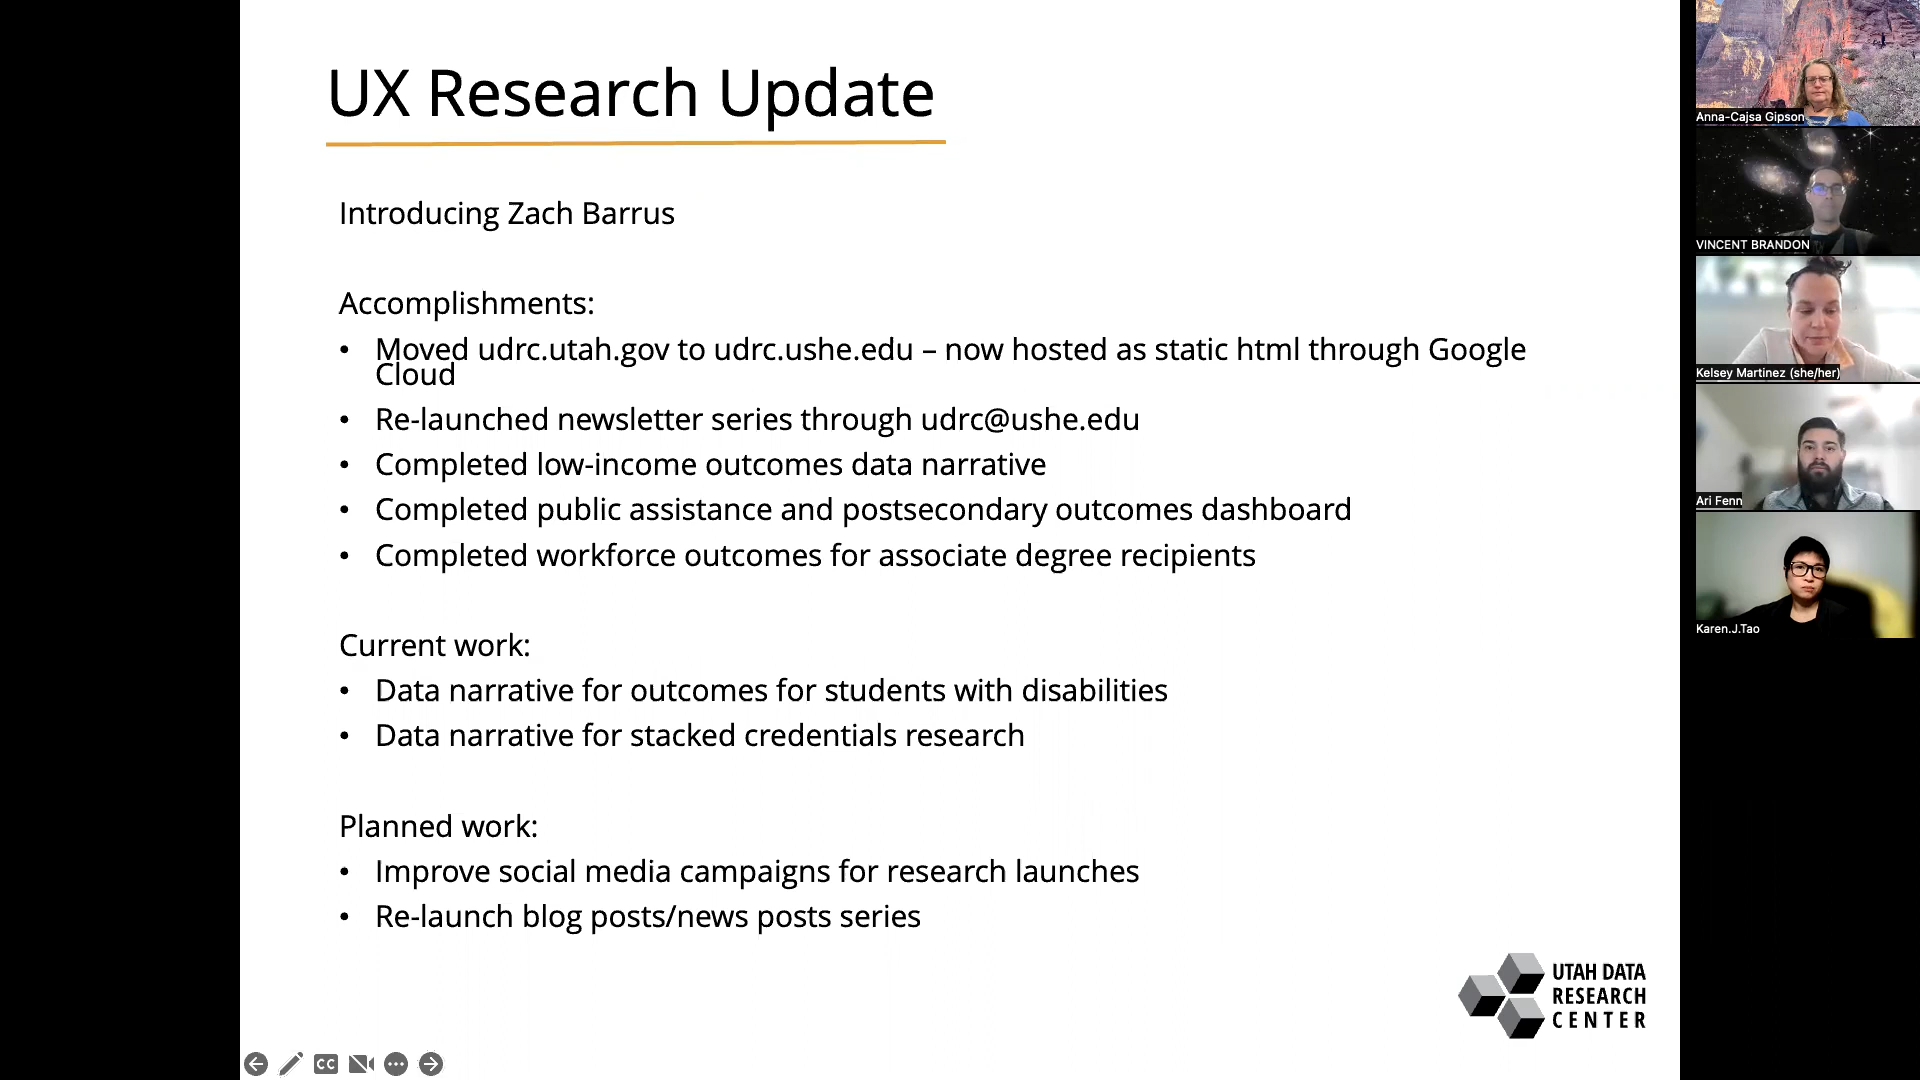 UX Research Update
Introducing Zach Barrus
Accomplishments:
• Moved udrc.utah.gov to udrc.ushe.edu – now hosted as static html through Google
Cloud
• Re-launched newsletter series through udrc@ushe.edu
• Completed low-income outcomes data narrative
• Completed public assistance and postsecondary outcomes dashboard
• Completed workforce outcomes for associate degree recipients
Current work:
• Data narrative for outcomes for students with disabilities
• Data narrative for stacked credentials research
Planned work:
• Improve social media campaigns for research launches
• Re-launch blog posts/news posts series
UTAH DATA
RESEARCH
CENTER
CC
Anna-Cajsa Gipson
VINCENT BRANDON
Kelsey Martinez (she/her)
Ari Fenn
Karen.J.Tao